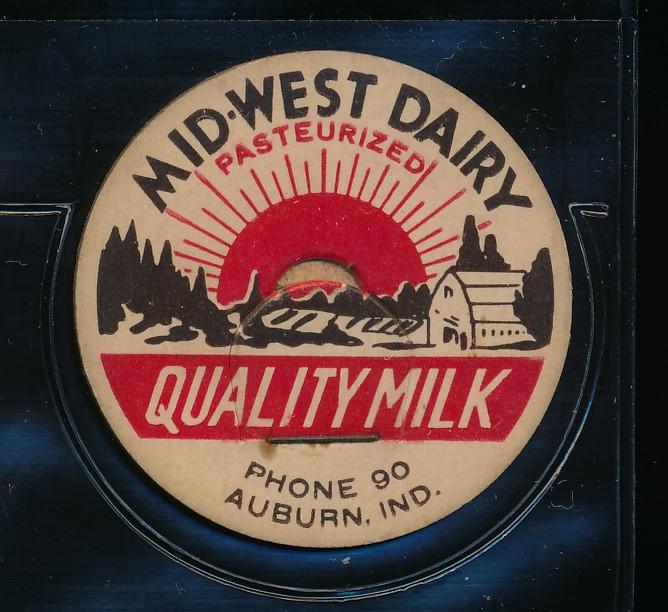 MID-WEST DAIRY
PASTEURIZED
QUALITY MILK
PHONE 90
AUBURN, IND.